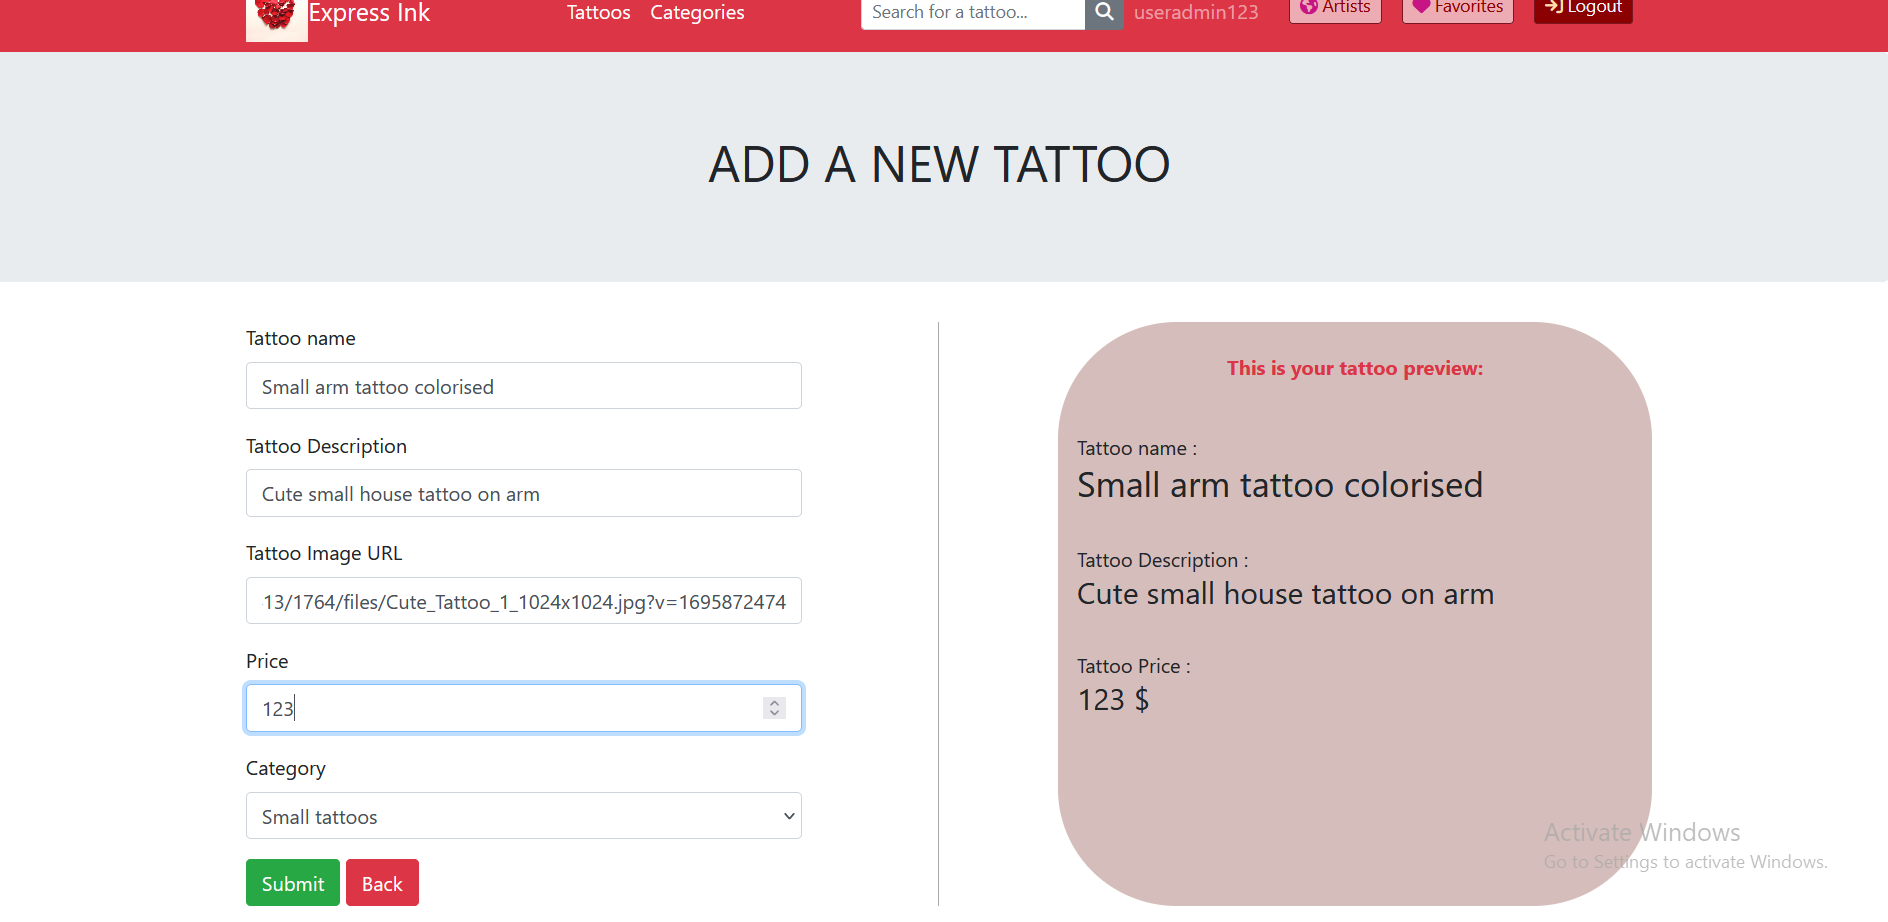 Express Ink
Tattoos
Categories
Search for a tattoo...
useradmin123
Artists
Favorites
Logout
ADD A NEW TATTOO
Tattoo name
Small arm tattoo colorised
Tattoo Description
Cute small house tattoo on arm
Tattoo Image URL
13/1764/files/Cute_Tattoo_1_1024x1024.jpg?v=1695872474
Price
123
Category
Small tattoos
Submit
Back
This is your tattoo preview:
Tattoo name :
Small arm tattoo colorised
Tattoo Description :
Cute small house tattoo on arm
Tattoo Price :
123 $
Activate Windows
Go to Settings to activate Windows.